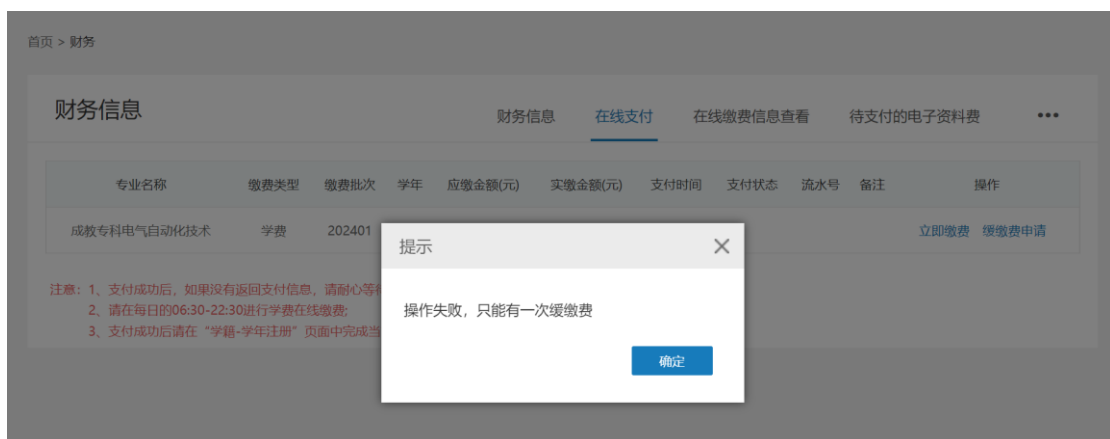 首页 > 财务
财务信息
财务信息 在线支付 在线缴费信息查看 待支付的电子资料费 •••
专业名称 缴费类型 缴费批次 学年 应缴金额(元) 实缴金额(元) 支付时间 支付状态 流水号 备注 操作
成教专科电气自动化技术 学费 202401 立即缴费 缓缴费申请
提示
操作失败，只能有一次缓缴费
确定
注意：1、支付成功后，如果没有返回支付信息，请耐心等
2、请在每日的06:30-22:30进行学费在线缴费;
3、支付成功后请在“学籍-学年注册”页面中完成当